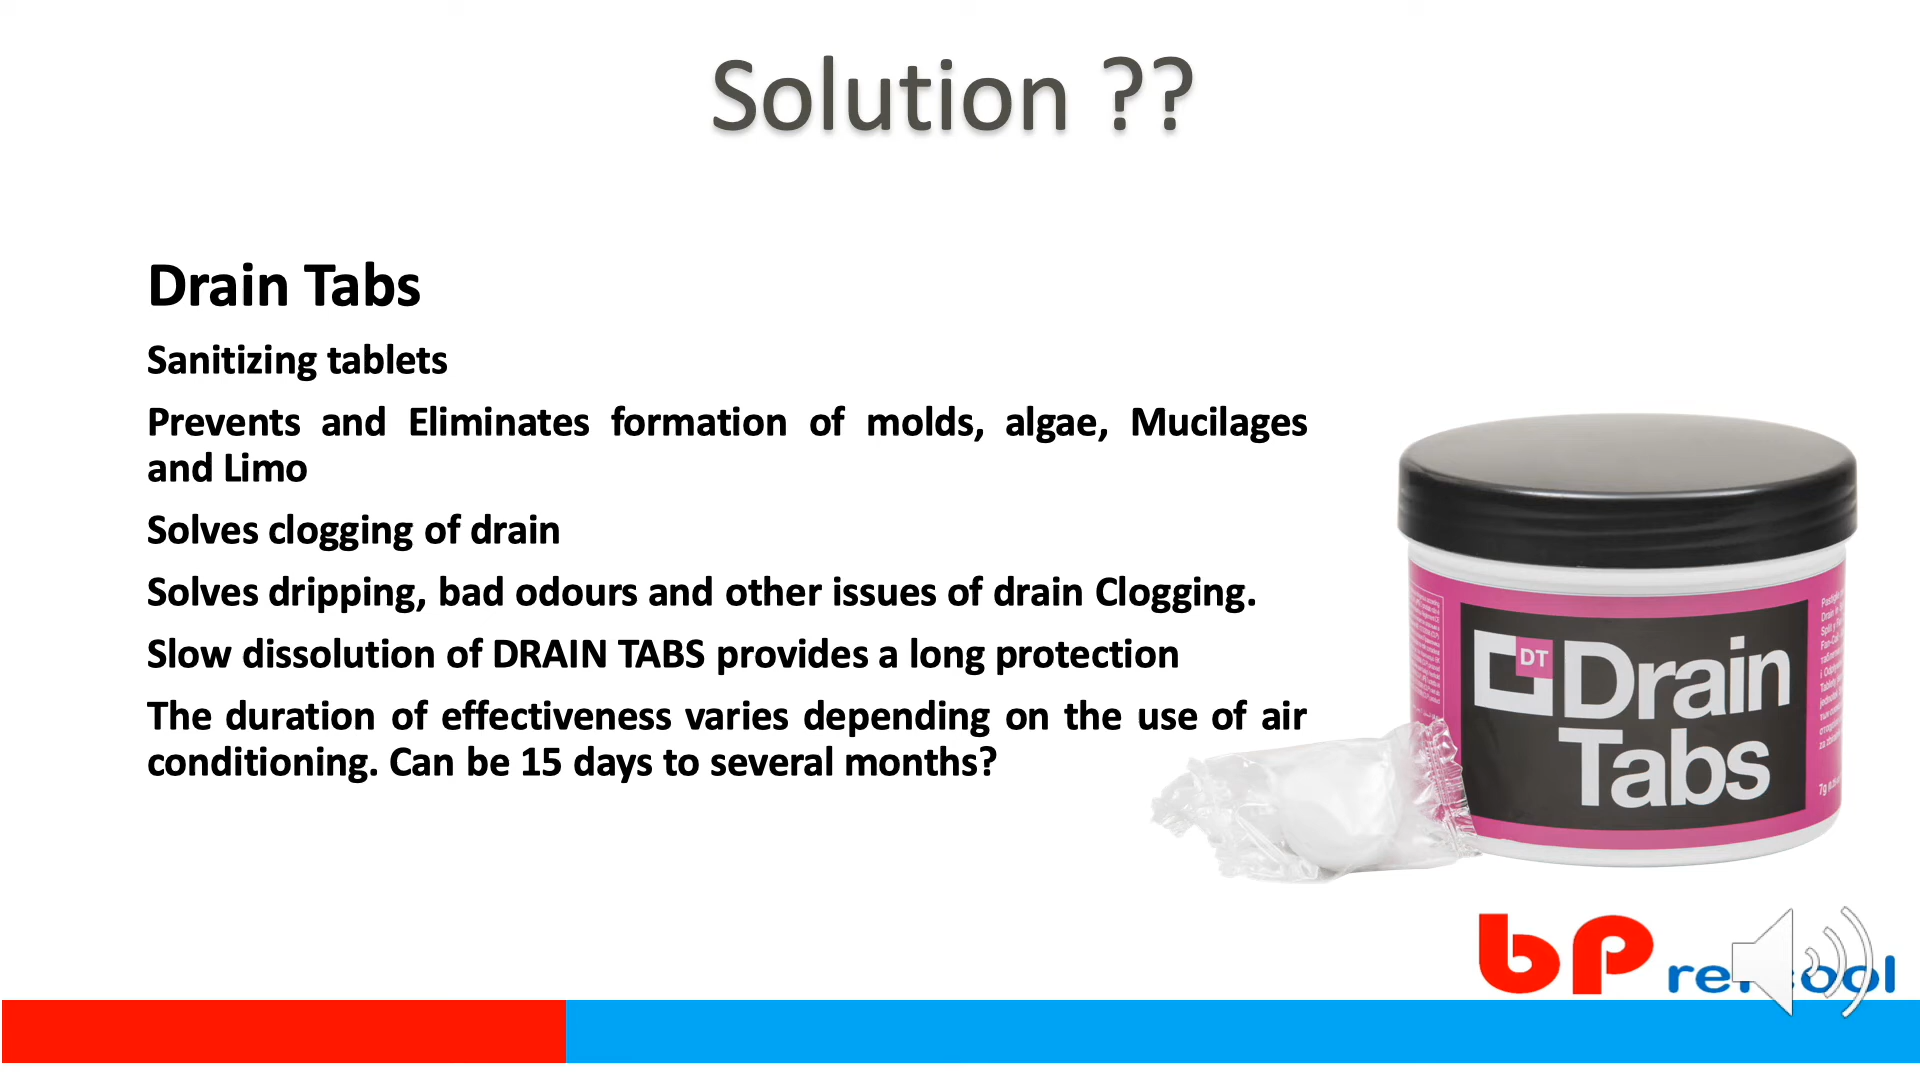 Solution ??
Drain Tabs
Sanitizing tablets
Prevents and Eliminates formation of molds, algae, Mucilages
and Limo
Solves clogging of drain
Solves dripping, bad odours and other issues of drain Clogging.
Slow dissolution of DRAIN TABS provides a long protection
The duration of effectiveness varies depending on the use of air
conditioning. Can be 15 days to several months?
DT
Drain
Tabs
bP